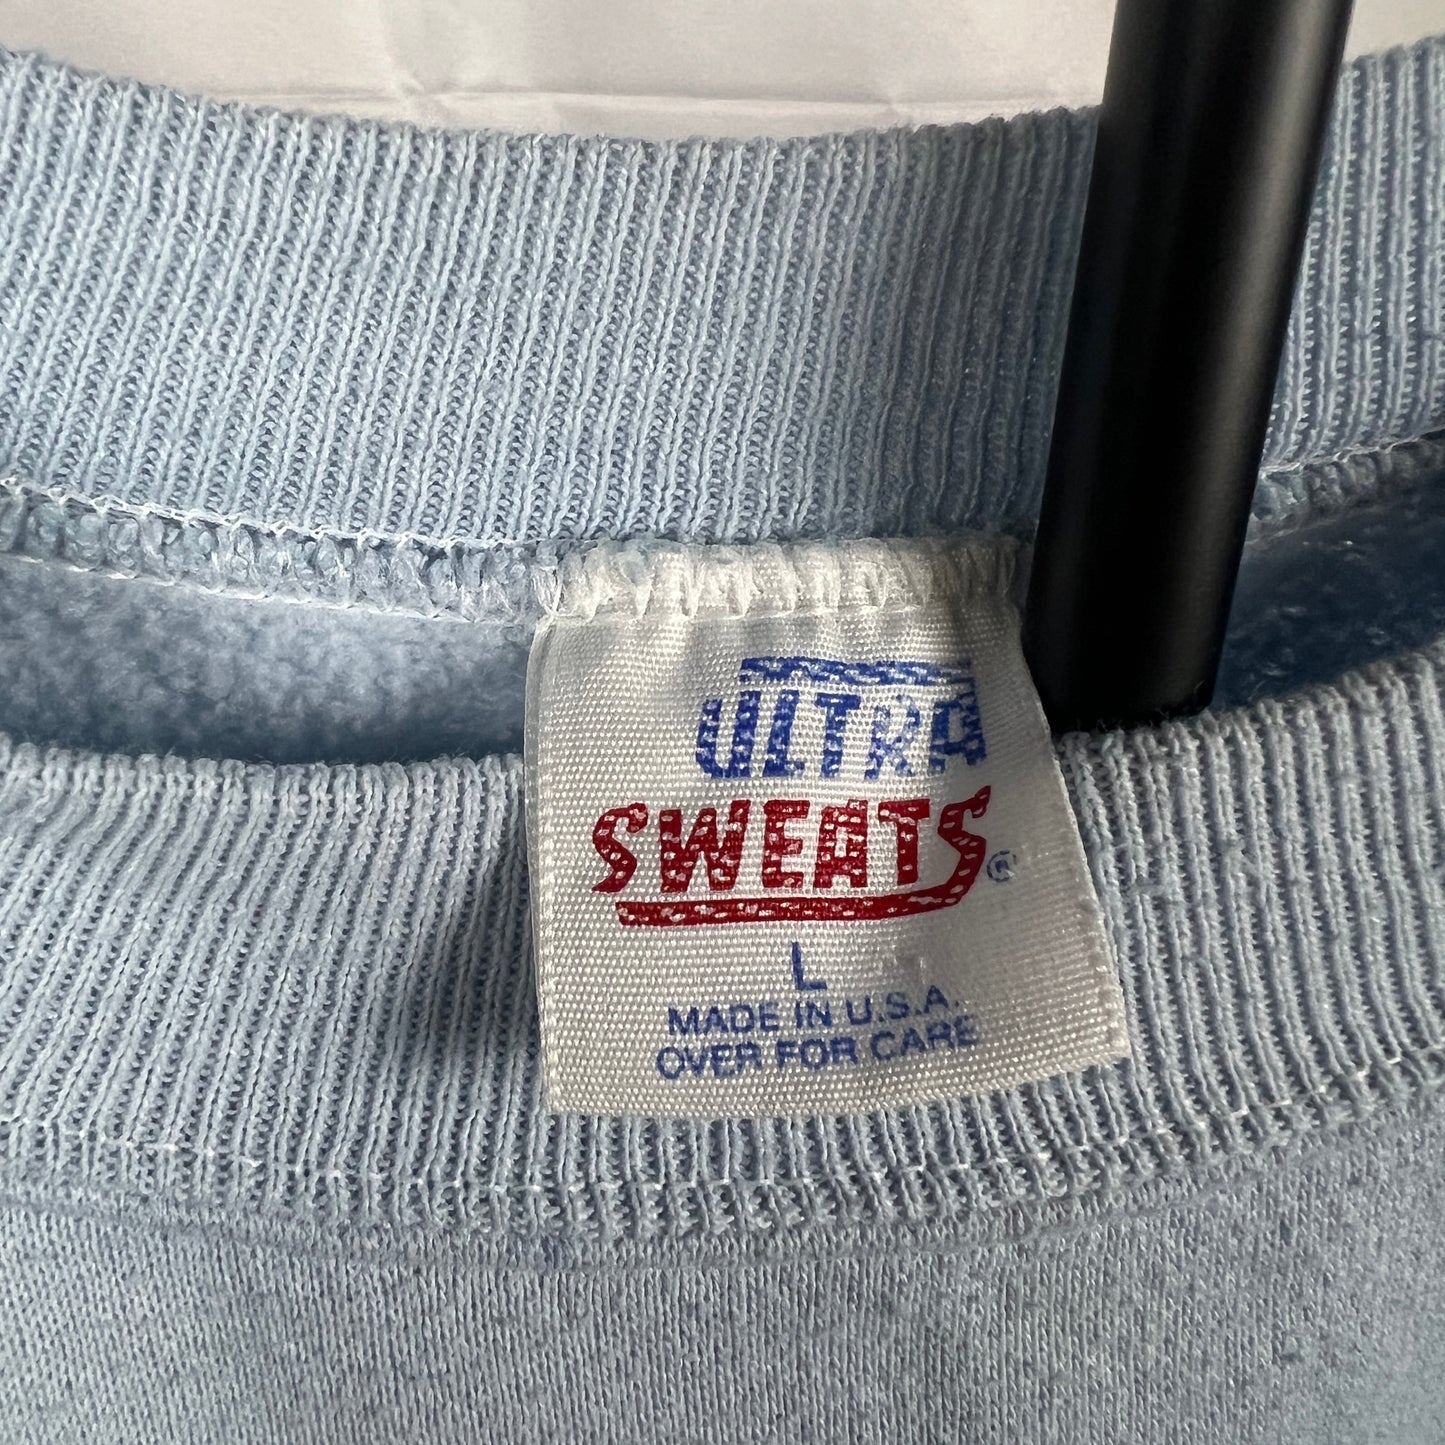 ULTRA
SWEATS®
L
MADE IN U.S.A.
OVER FOR CARE